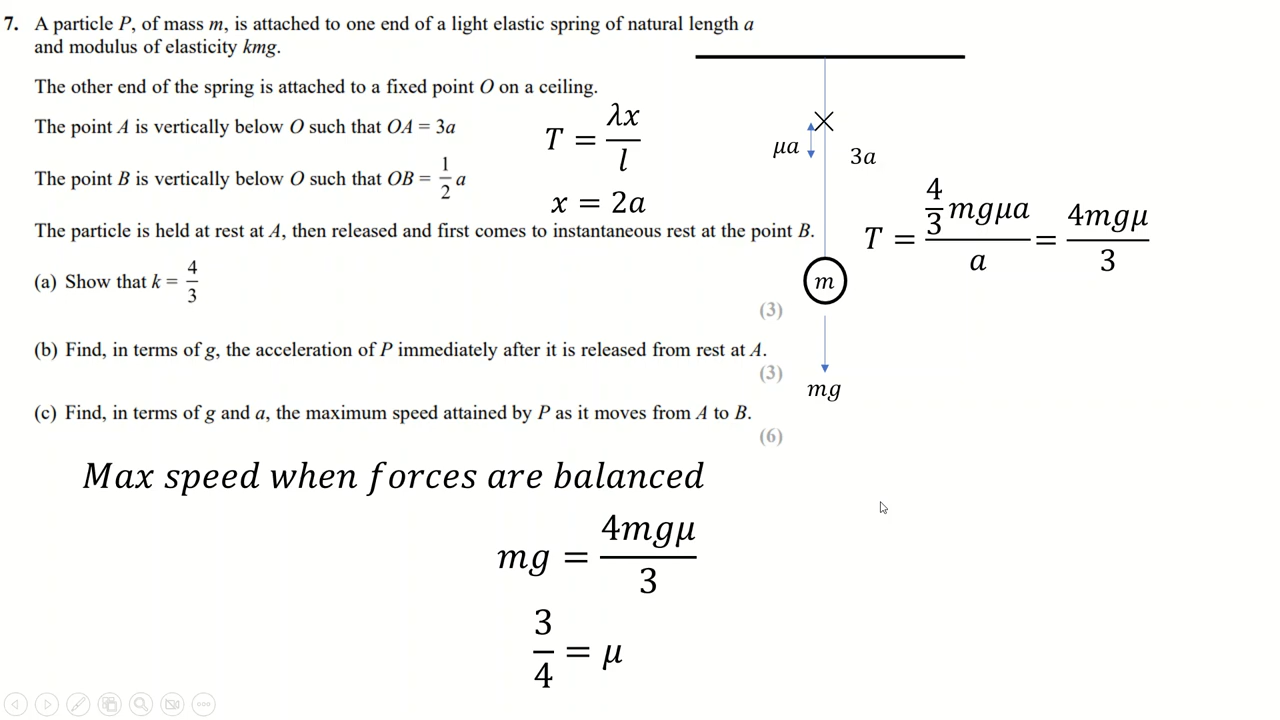 7. A particle P, of mass m, is attached to one end of a light elastic spring of natural length a
and modulus of elasticity kmg.
The other end of the spring is attached to a fixed point O on a ceiling.
The point A is vertically below O such that OA = 3a
The point B is vertically below O such that OB = 1/2 a
The particle is held at rest at A, then released and first comes to instantaneous rest at the point B.
(a) Show that k = 4/3
(3)
(b) Find, in terms of g, the acceleration of P immediately after it is released from rest at A.
(3)
(c) Find, in terms of g and a, the maximum speed attained by P as it moves from A to B.
(6)
T = λx/l
x = 2a
μa
3a
m
mg
T = (4/3 mgμa)/a = 4mgμ/3
Max speed when forces are balanced
mg = 4mgμ/3
3/4 = μ